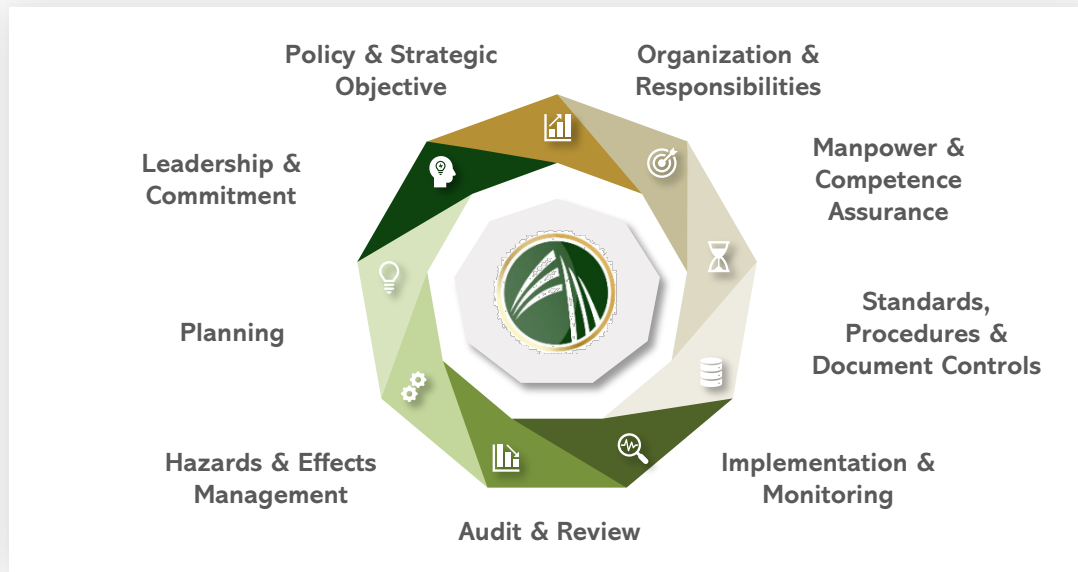 Policy & Strategic
Objective
Organization &
Responsibilities
Leadership &
Commitment
Manpower &
Competence
Assurance
Planning
Standards,
Procedures &
Document Controls
Hazards & Effects
Management
Implementation &
Monitoring
Audit & Review